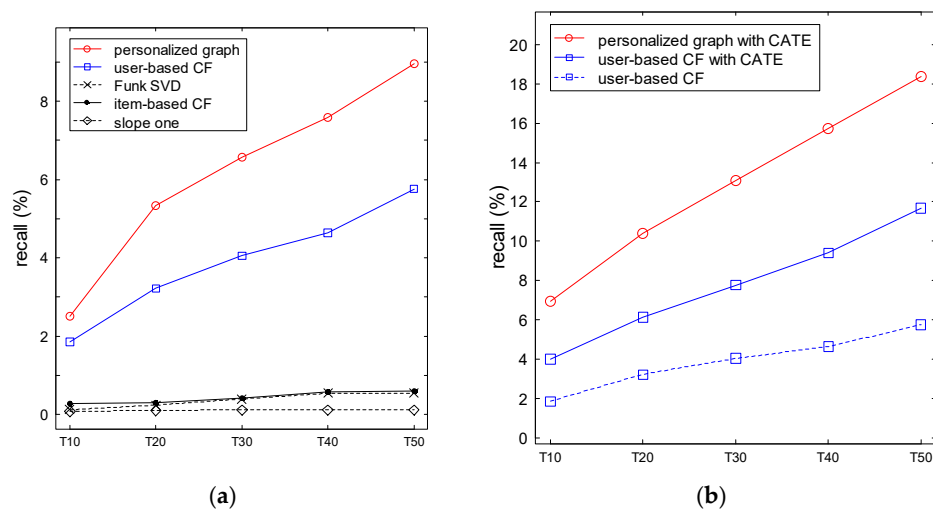 personalized graph
user-based CF
Funk SVD
item-based CF
slope one
recall (%)
8
6
4
2
0
T10 T20 T30 T40 T50
(a)
personalized graph with CATE
user-based CF with CATE
user-based CF
recall (%)
20
18
16
14
12
10
8
6
4
2
0
T10 T20 T30 T40 T50
(b)